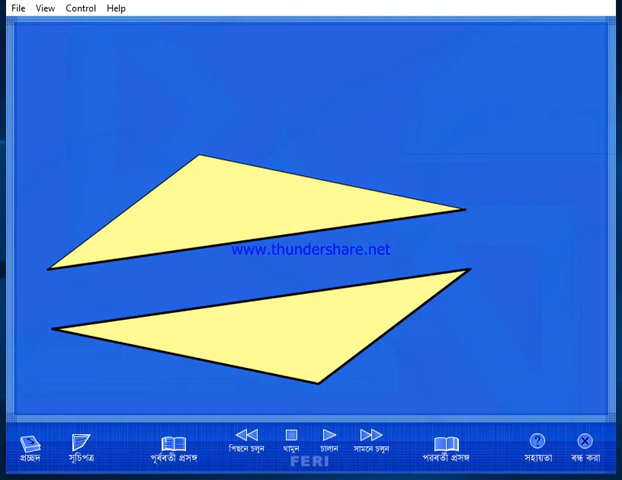 File View Control Help
www.thundershare.net
প্রচ্ছদ সূচিপত্র পূর্ববর্তী প্রসঙ্গ পিছনে চলুন থামুন চালান সামনে চলুন পরবর্তী প্রসঙ্গ সহায়তা বন্ধ করা
FERI